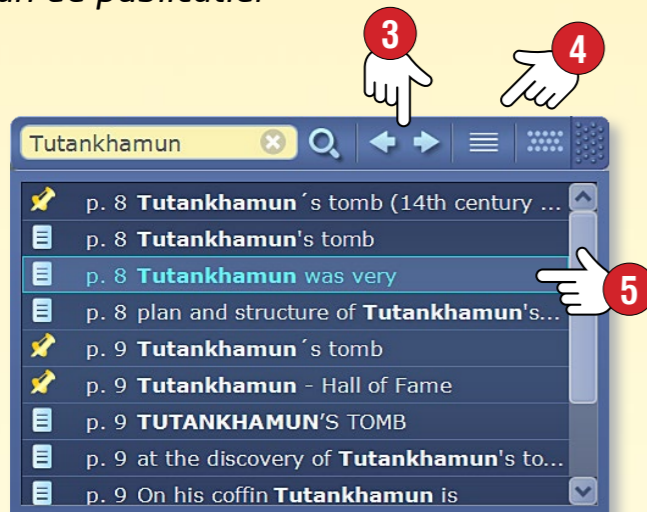 de publicatie.
3
4
Tutankhamun
p. 8 Tutankhamun´s tomb (14th century ...
p. 8 Tutankhamun's tomb
p. 8 Tutankhamun was very
5
p. 8 plan and structure of Tutankhamun's...
p. 9 Tutankhamun´s tomb
p. 9 Tutankhamun - Hall of Fame
p. 9 TUTANKHAMUN’S TOMB
p. 9 at the discovery of Tutankhamun's to...
p. 9 On his coffin Tutankhamun is